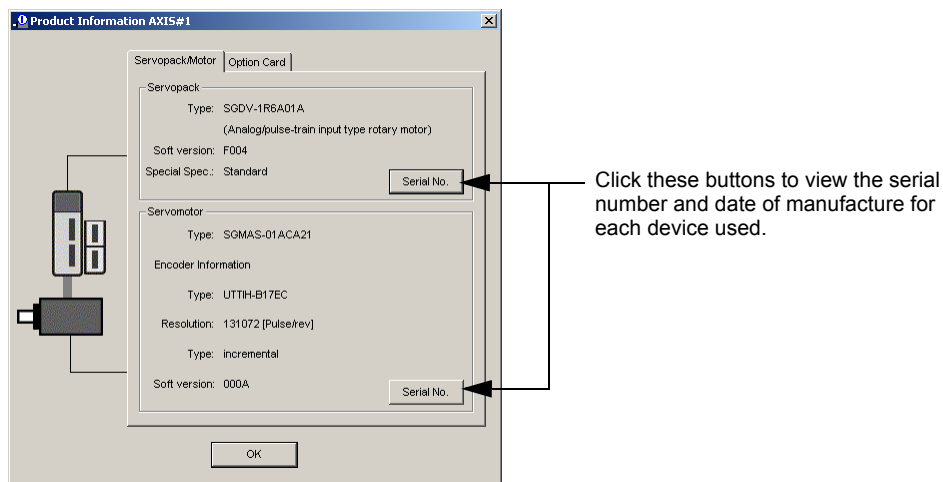 Product Information AXIS#1
Servopack/Motor Option Card
Servopack
Type: SGDV-1R6A01A
(Analog/pulse-train input type rotary motor)
Soft version: F004
Special Spec.: Standard
Serial No.
Servomotor
Type: SGMAS-01ACA21
Encoder Information
Type: UTTIH-B17EC
Resolution: 131072 [Pulse/rev]
Type: incremental
Soft version: 000A
Serial No.
OK
Click these buttons to view the serial
number and date of manufacture for
each device used.